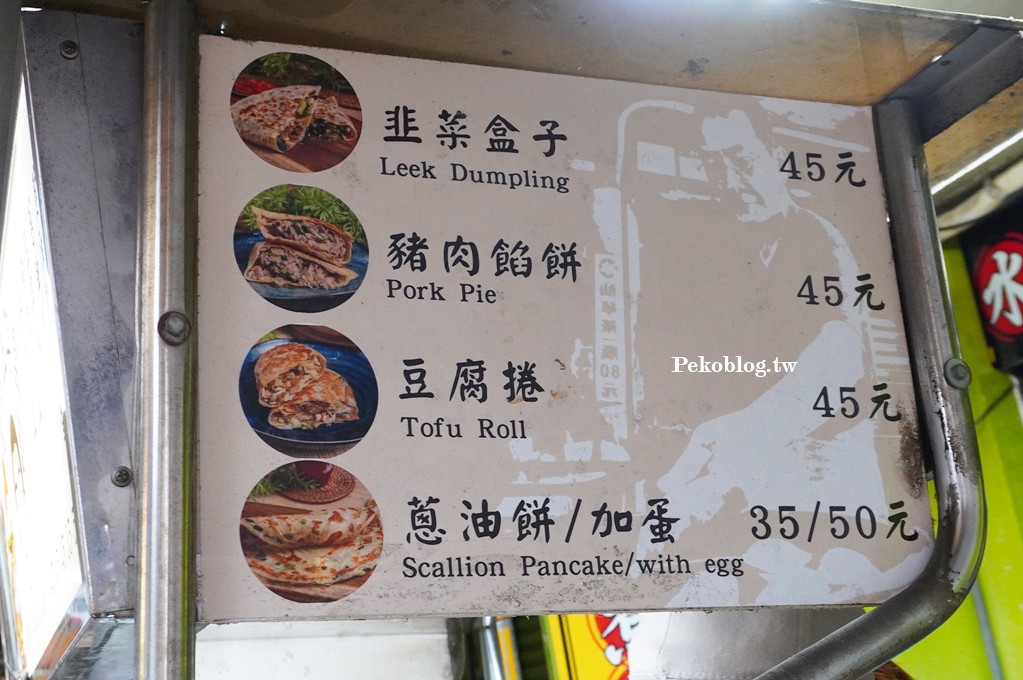 韭菜盒子
Leek Dumpling
45元
豬肉餡餅
Pork Pie
45元
Pekoblog.tw
豆腐捲
Tofu Roll
45元
蔥油餅/加蛋
35/50元
Scallion Pancake/with egg